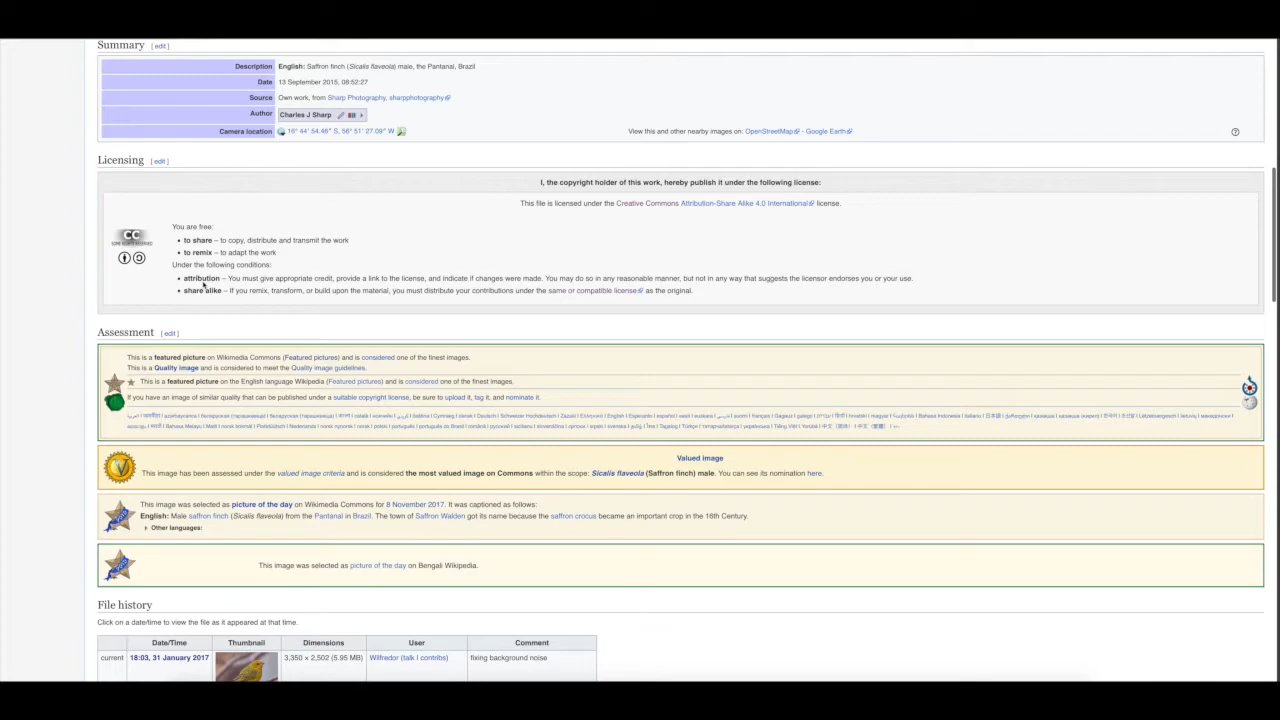 Summary [ edit ]
Description English: Saffron finch (Sicalis flaveola) male, the Pantanal, Brazil
Date 13 September 2015, 08:52:27
Source Own work, from Sharp Photography, sharpphotography
Author Charles J Sharp
Camera location 16° 44′ 54.46″ S, 56° 51′ 27.09″ W View this and other nearby images on: OpenStreetMap - Google Earth
Licensing [ edit ]
I, the copyright holder of this work, hereby publish it under the following license:
This file is licensed under the Creative Commons Attribution-Share Alike 4.0 International license.
You are free:
• to share – to copy, distribute and transmit the work
• to remix – to adapt the work
Under the following conditions:
• attribution – You must give appropriate credit, provide a link to the license, and indicate if changes were made. You may do so in any reasonable manner, but not in any way that suggests the licensor endorses you or your use.
• share alike – If you remix, transform, or build upon the material, you must distribute your contributions under the same or compatible license as the original.
Assessment [ edit ]
This is a featured picture on Wikimedia Commons (Featured pictures) and is considered one of the finest images.
This is a Quality image and is considered to meet the Quality image guidelines.
This is a featured picture on the English language Wikipedia (Featured pictures) and is considered one of the finest images.
If you have an image of similar quality that can be published under a suitable copyright license, be sure to upload it, tag it, and nominate it.
Valued image
This image has been assessed under the valued image criteria and is considered the most valued image on Commons within the scope: Sicalis flaveola (Saffron finch) male. You can see its nomination here.
This image was selected as picture of the day on Wikimedia Commons for 8 November 2017. It was captioned as follows:
English: Male saffron finch (Sicalis flaveola) from the Pantanal in Brazil. The town of Saffron Walden got its name because the saffron crocus became an important crop in the 16th Century.
Other languages:
This image was selected as picture of the day on Bengali Wikipedia.
File history
Click on a date/time to view the file as it appeared at that time.
Date/Time Thumbnail Dimensions User Comment
current 18:03, 31 January 2017 3,350 × 2,502 (5.95 MB) Wilfredor (talk | contribs) fixing background noise